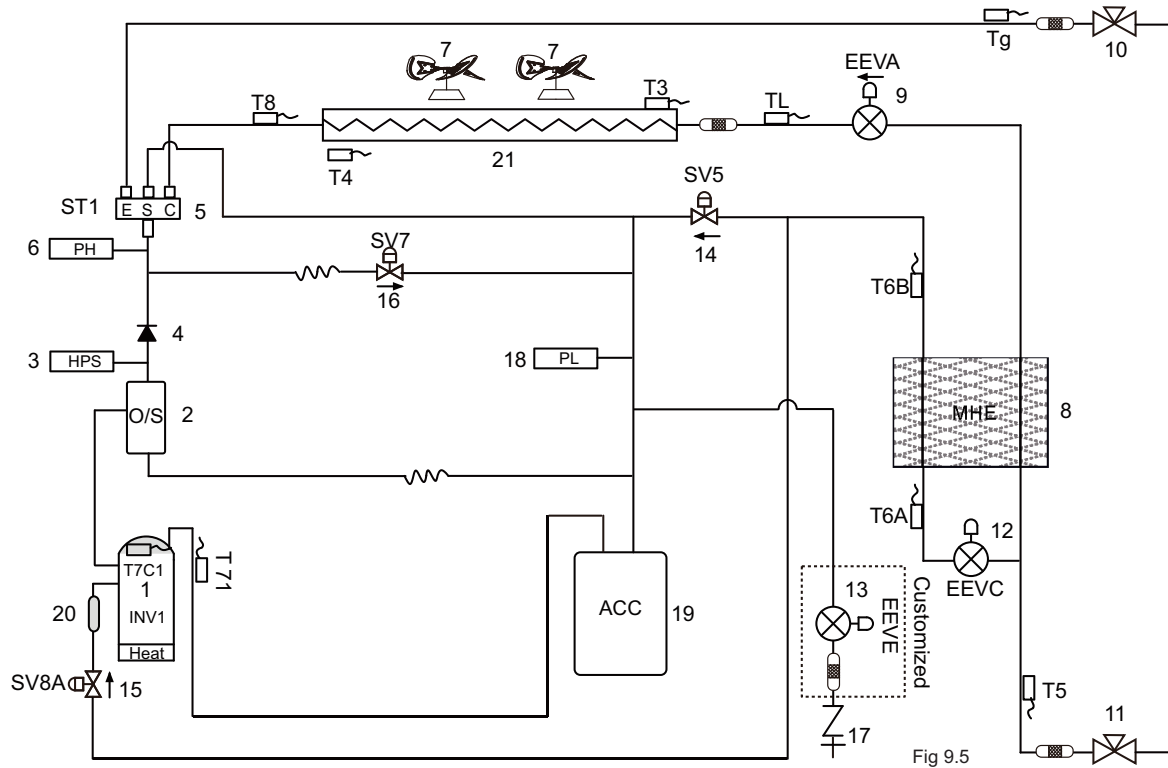 Tg
10
7
7
EEVA
9
T8
T3
TL
T4
21
ST1
E S C
5
SV5
14
6
PH
SV7
16
T6B
4
3
HPS
18
PL
O/S
2
MHE
8
T6A
12
EEVC
T7C1
1
INV1
Heat
T71
20
SV8A
15
ACC
19
13
EEVE
Customized
17
T5
11
Fig 9.5